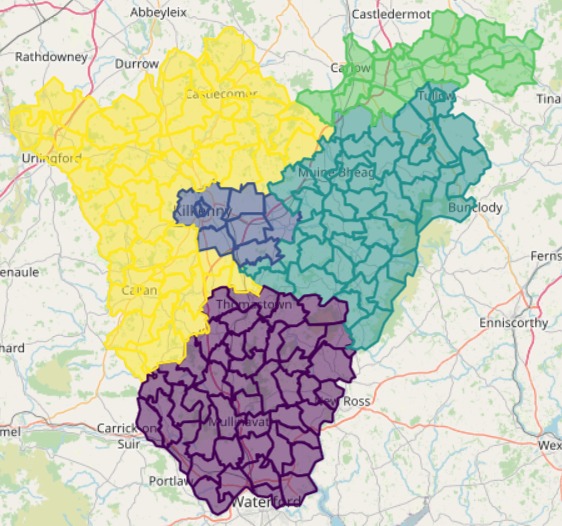 Abbeyleix
Castledermot
Rathdowney
Durrow
Carlow
Castlecomer
Tullow
Tina
Urlingford
Muine Bheag
Kilkenny
Bunclody
Ferns
enaule
Callan
Thomastown
Enniscorthy
hard
New Ross
Mullinavat
Carrick-on-
Suir
mel
Wex
Portlaw
Waterford